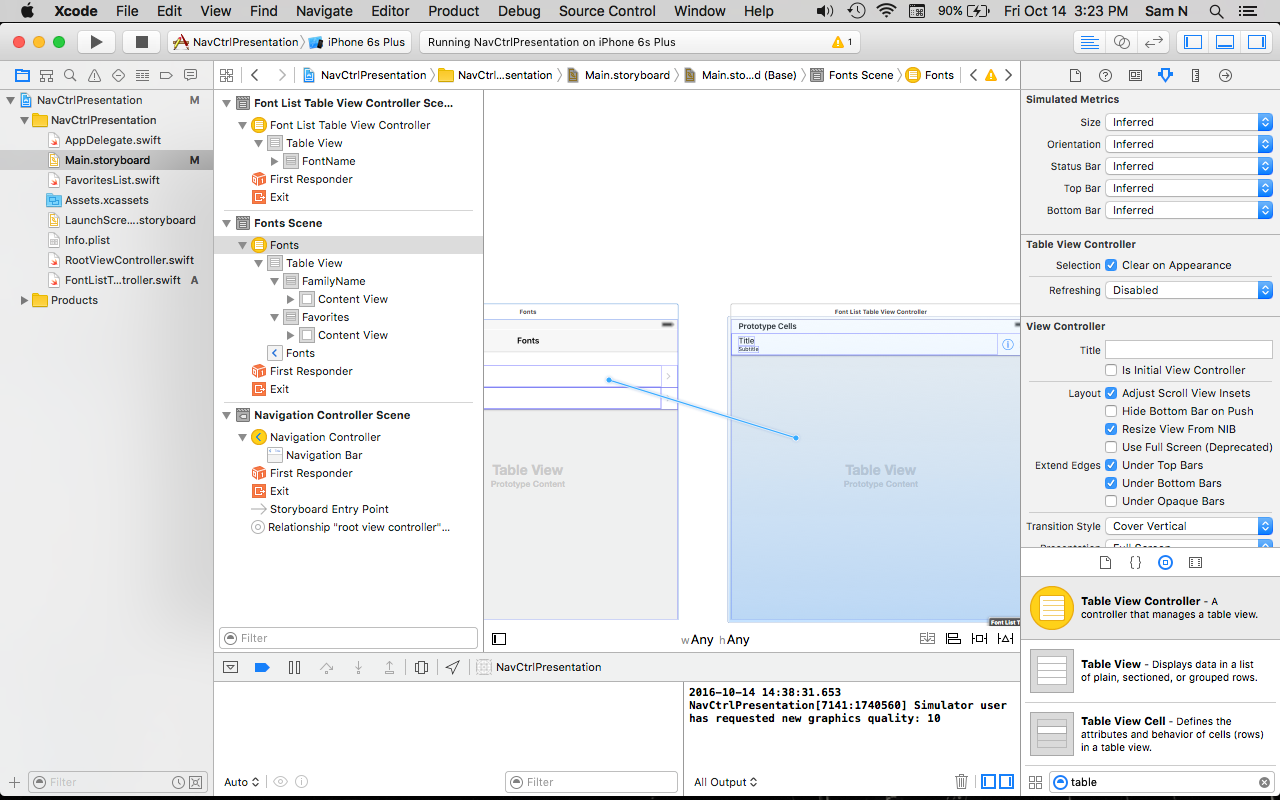 Xcode File Edit View Find Navigate Editor Product Debug Source Control Window Help 90% Fri Oct 14 3:23 PM Sam N
NavCtrlPresentation iPhone 6s Plus Running NavCtrlPresentation on iPhone 6s Plus 1
NavCtrlPresentation NavCtrl...sentation Main.storyboard Main.sto...d (Base) Fonts Scene Fonts
NavCtrlPresentation M
NavCtrlPresentation
AppDelegate.swift
Main.storyboard M
FavoritesList.swift
Assets.xcassets
LaunchScre....storyboard
Info.plist
RootViewController.swift
FontListT...troller.swift A
Products
Filter
Font List Table View Controller Sce...
Font List Table View Controller
Table View
FontName
First Responder
Exit
Fonts Scene
Fonts
Table View
FamilyName
Content View
Favorites
Content View
Fonts
First Responder
Exit
Navigation Controller Scene
Navigation Controller
Navigation Bar
First Responder
Exit
Storyboard Entry Point
Relationship "root view controller"...
Filter
Fonts
Fonts
Table View
Prototype Content
Font List Table View Controller
Prototype Cells
Title
Subtitle
Table View
Prototype Content
Font List T
w Any h Any
NavCtrlPresentation
2016-10-14 14:38:31.653
NavCtrlPresentation[7141:1740560] Simulator user
has requested new graphics quality: 10
Auto
Filter
All Output
Simulated Metrics
Size Inferred
Orientation Inferred
Status Bar Inferred
Top Bar Inferred
Bottom Bar Inferred
Table View Controller
Selection Clear on Appearance
Refreshing Disabled
View Controller
Title
Is Initial View Controller
Layout Adjust Scroll View Insets
Hide Bottom Bar on Push
Resize View From NIB
Use Full Screen (Deprecated)
Extend Edges Under Top Bars
Under Bottom Bars
Under Opaque Bars
Transition Style Cover Vertical
Presentation Full Screen
{}
Table View Controller - A
controller that manages a table view.
Table View - Displays data in a list
of plain, sectioned, or grouped rows.
Table View Cell - Defines the
attributes and behavior of cells (rows)
in a table view.
table